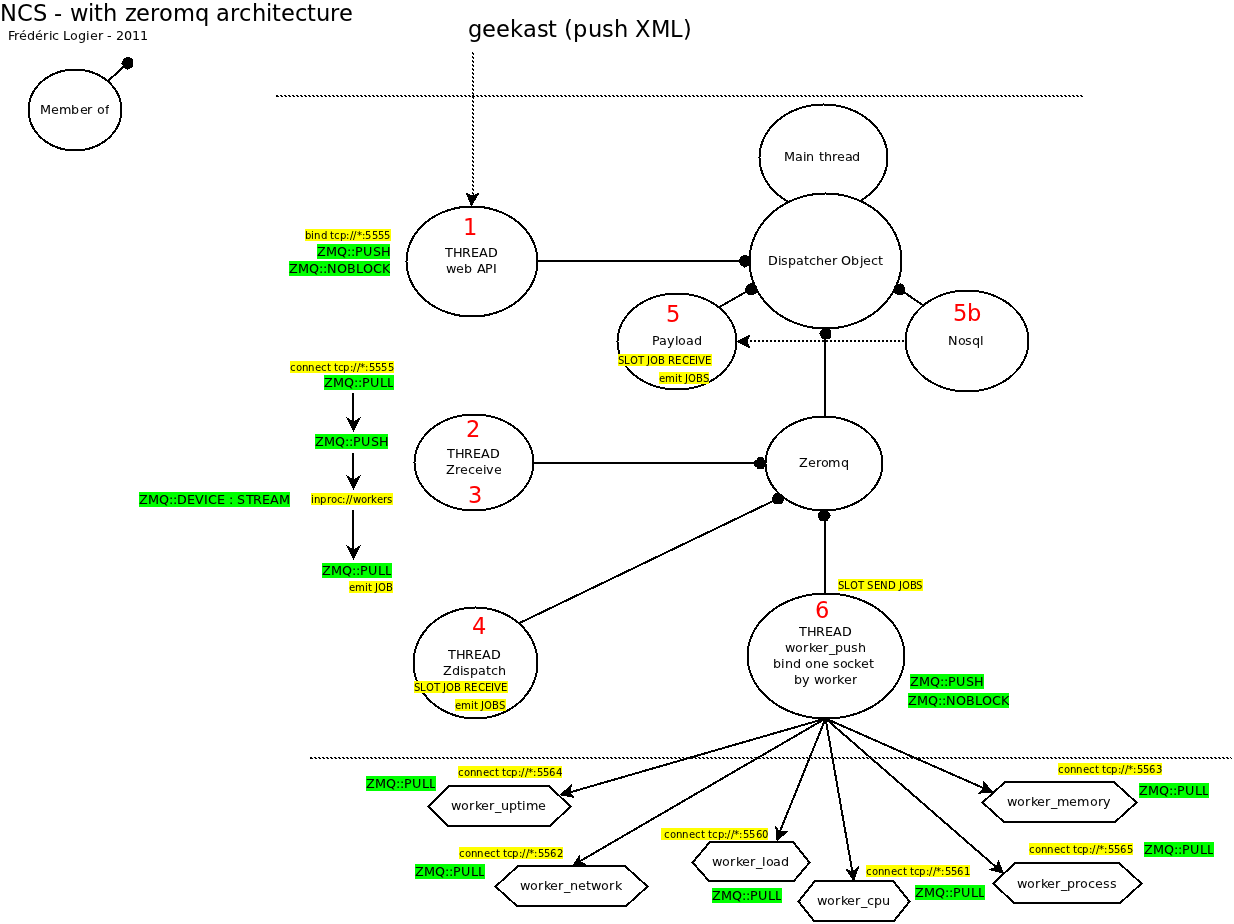 NCS - with zeromq architecture
Frédéric Logier - 2011
geekast (push XML)
Member of
Main thread
1
THREAD
web API
bind tcp://*:5555
ZMQ::PUSH
ZMQ::NOBLOCK
Dispatcher Object
5
Payload
SLOT JOB RECEIVE
emit JOBS
5b
Nosql
connect tcp://*:5555
ZMQ::PULL
ZMQ::PUSH
ZMQ::DEVICE : STREAM
inproc://workers
ZMQ::PULL
emit JOB
2
THREAD
Zreceive
3
Zeromq
4
THREAD
Zdispatch
SLOT JOB RECEIVE
emit JOBS
SLOT SEND JOBS
6
THREAD
worker_push
bind one socket
by worker
ZMQ::PUSH
ZMQ::NOBLOCK
connect tcp://*:5564
ZMQ::PULL
worker_uptime
connect tcp://*:5563
ZMQ::PULL
worker_memory
connect tcp://*:5562
ZMQ::PULL
worker_network
connect tcp://*:5560
worker_load
ZMQ::PULL
connect tcp://*:5561
ZMQ::PULL
worker_cpu
connect tcp://*:5565
ZMQ::PULL
worker_process